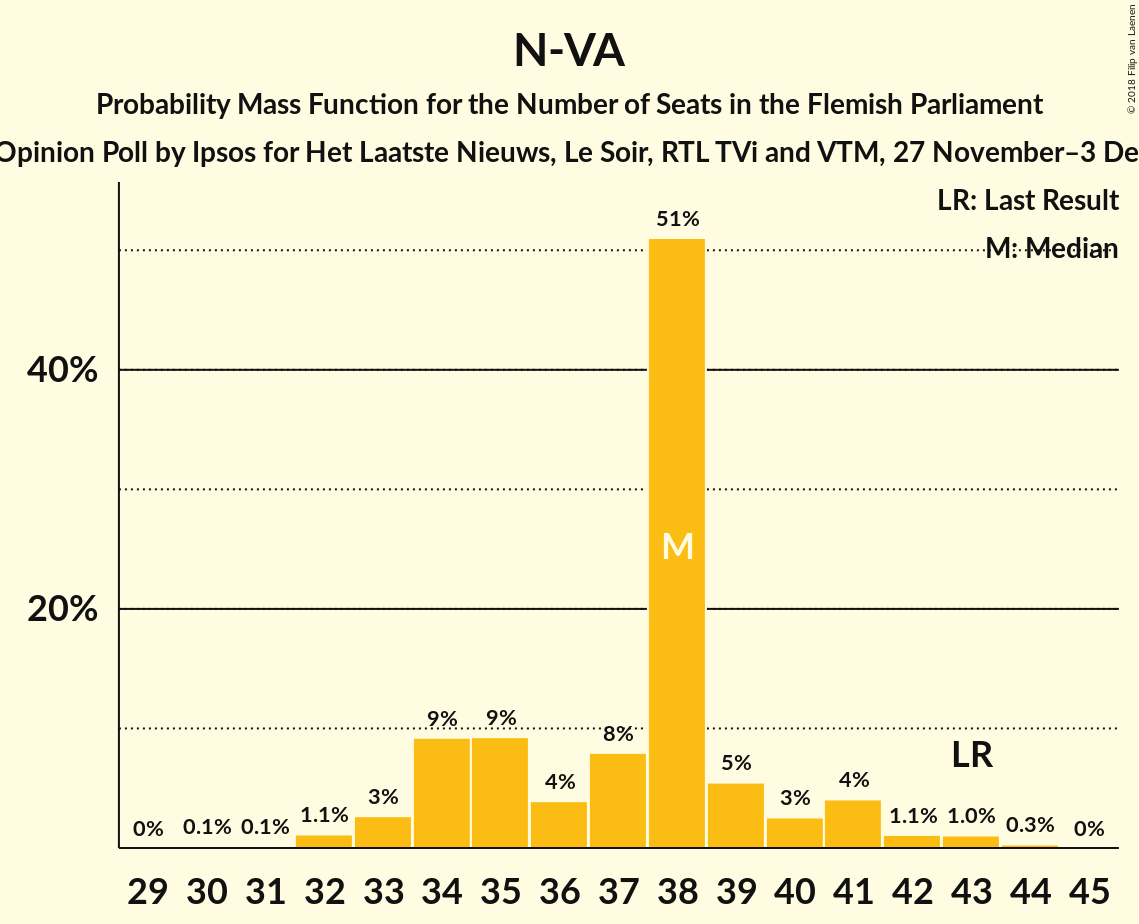 N-VA
Probability Mass Function for the Number of Seats in the Flemish Parliament
Opinion Poll by Ipsos for Het Laatste Nieuws, Le Soir, RTL TVi and VTM, 27 November–3 De
© 2018 Filip van Laenen
LR: Last Result
M: Median
51%
40%
M
20%
9% 9% 8% LR
0% 0.1% 0.1% 1.1% 3% 4% 5% 3% 4% 1.1% 1.0% 0.3% 0%
29 30 31 32 33 34 35 36 37 38 39 40 41 42 43 44 45